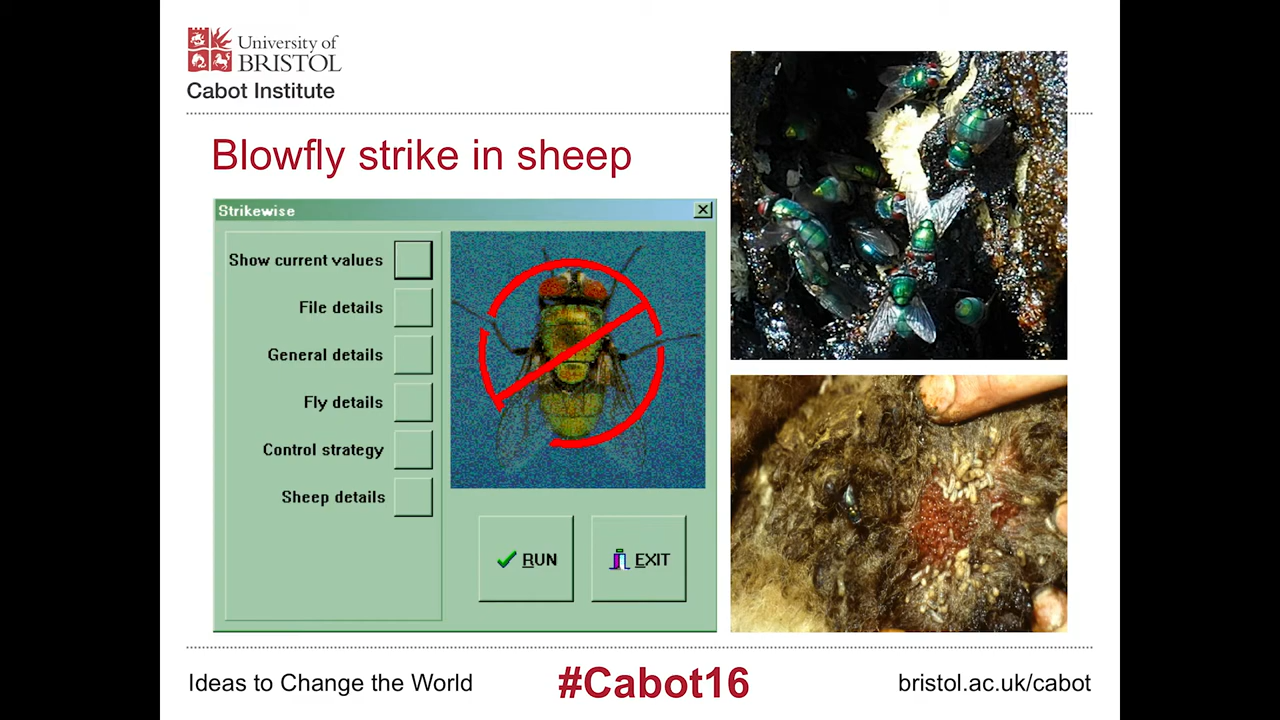 University of
BRISTOL
Cabot Institute
Blowfly strike in sheep
Strikewise
Show current values
File details
General details
Fly details
Control strategy
Sheep details
RUN
EXIT
Ideas to Change the World
#Cabot16
bristol.ac.uk/cabot